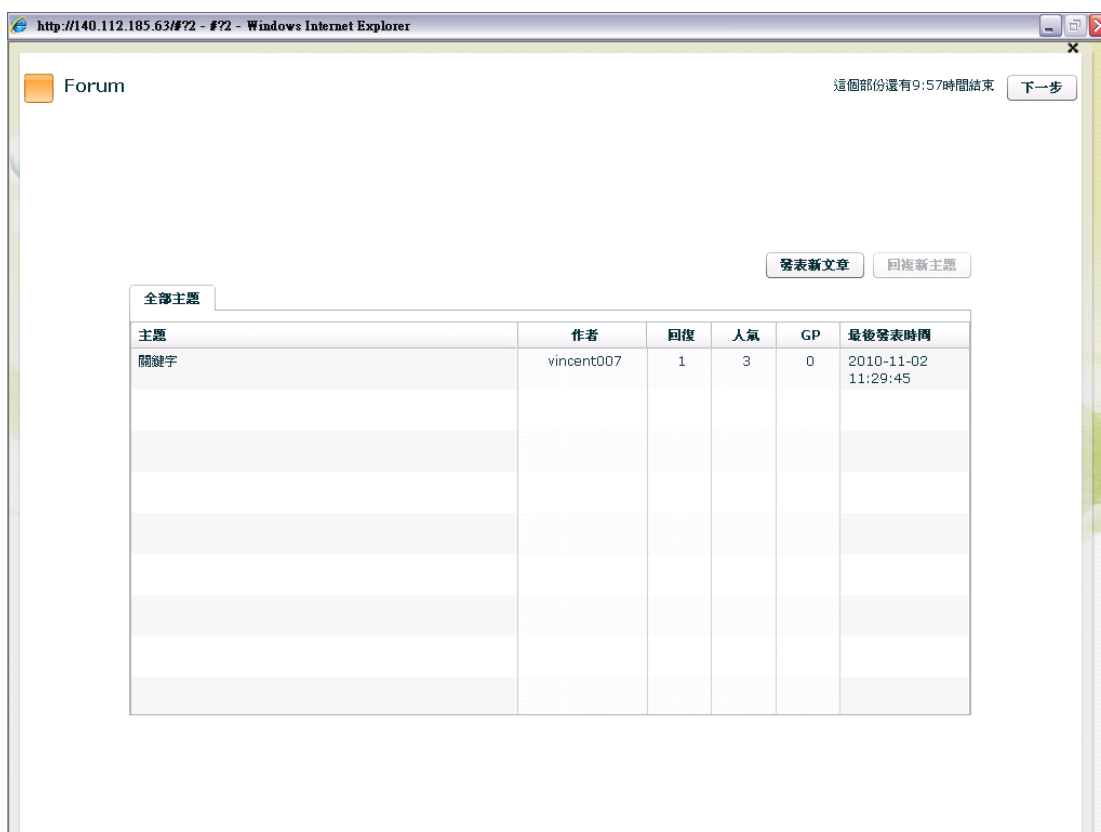 http://140.112.185.63/#?2 - #?2 - Windows Internet Explorer
Forum
這個部份還有9:57時間結束
下一步
發表新文章
回複新主題
全部主題
主題 作者 回復 人氣 GP 最後發表時間
關鍵字 vincent007 1 3 0 2010-11-02
11:29:45